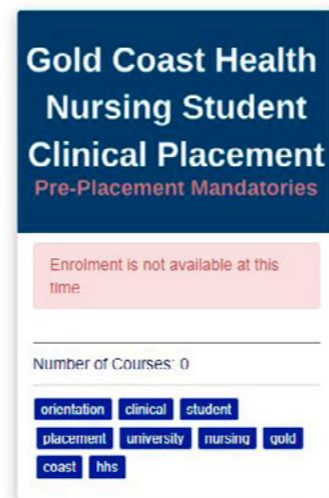 Gold Coast Health
Nursing Student
Clinical Placement
Pre-Placement Mandatories
Enrolment is not available at this
time
Number of Courses: 0
orientation clinical student
placement university nursing gold
coast hhs